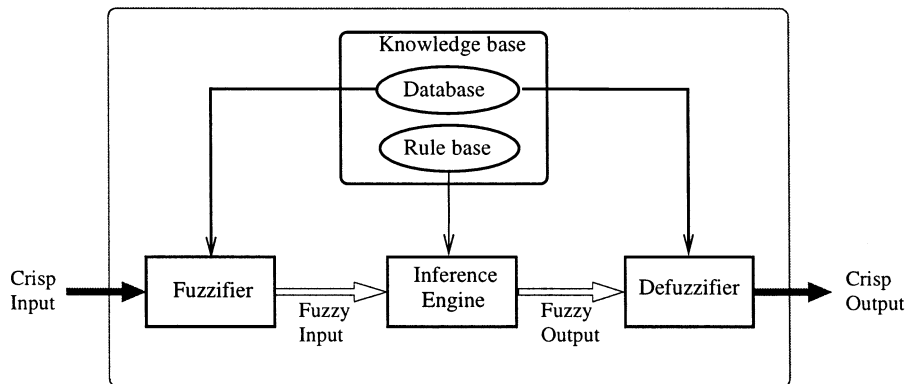 Knowledge base
Database
Rule base
Crisp
Input
Fuzzifier
Fuzzy
Input
Inference
Engine
Fuzzy
Output
Defuzzifier
Crisp
Output